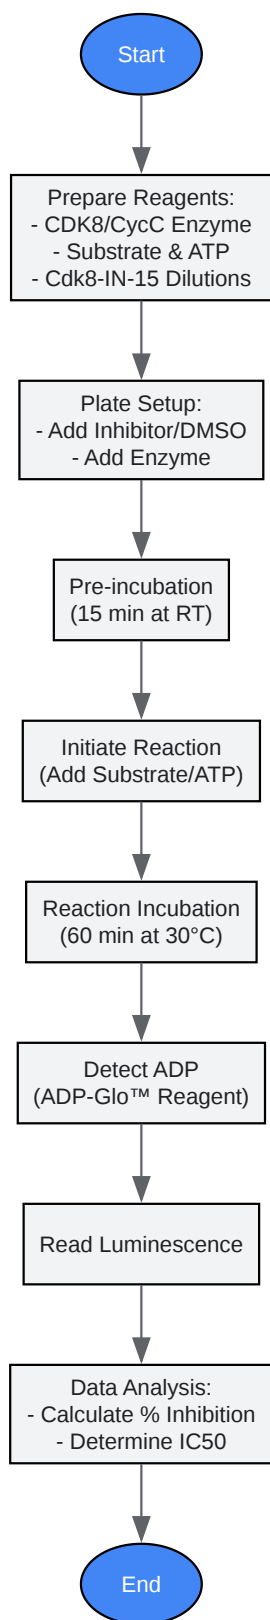 Start
Prepare Reagents:
- CDK8/CycC Enzyme
- Substrate & ATP
- Cdk8-IN-15 Dilutions
Plate Setup:
- Add Inhibitor/DMSO
- Add Enzyme
Pre-incubation
(15 min at RT)
Initiate Reaction
(Add Substrate/ATP)
Reaction Incubation
(60 min at 30°C)
Detect ADP
(ADP-Glo™ Reagent)
Read Luminescence
Data Analysis:
- Calculate % Inhibition
- Determine IC50
End